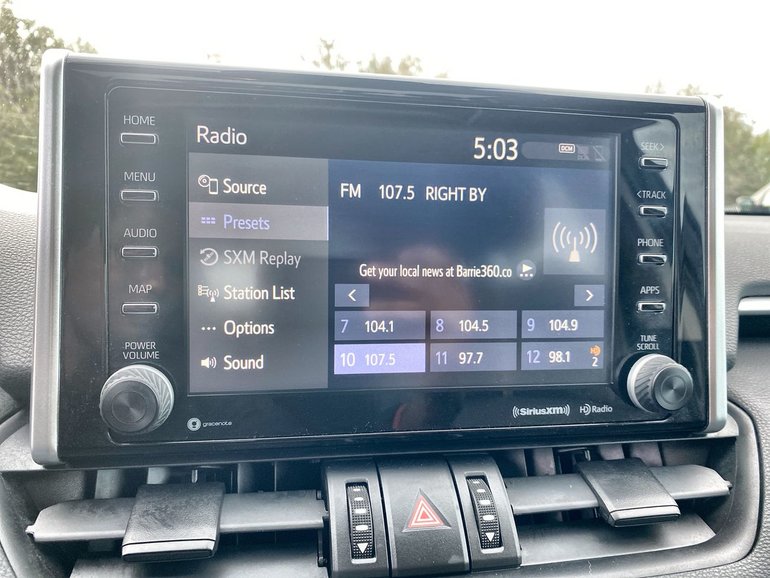 HOME
MENU
AUDIO
MAP
POWER
VOLUME
gracenote
Radio
5:03
DCM
Source
Presets
SXM Replay
Station List
Options
Sound
FM 107.5 RIGHT BY
Get your local news at Barrie360.co
< >
7 104.1 8 104.5 9 104.9
10 107.5 11 97.7 12 98.1 2
SiriusXM HD Radio
SEEK >
< TRACK
PHONE
APPS
TUNE
SCROLL